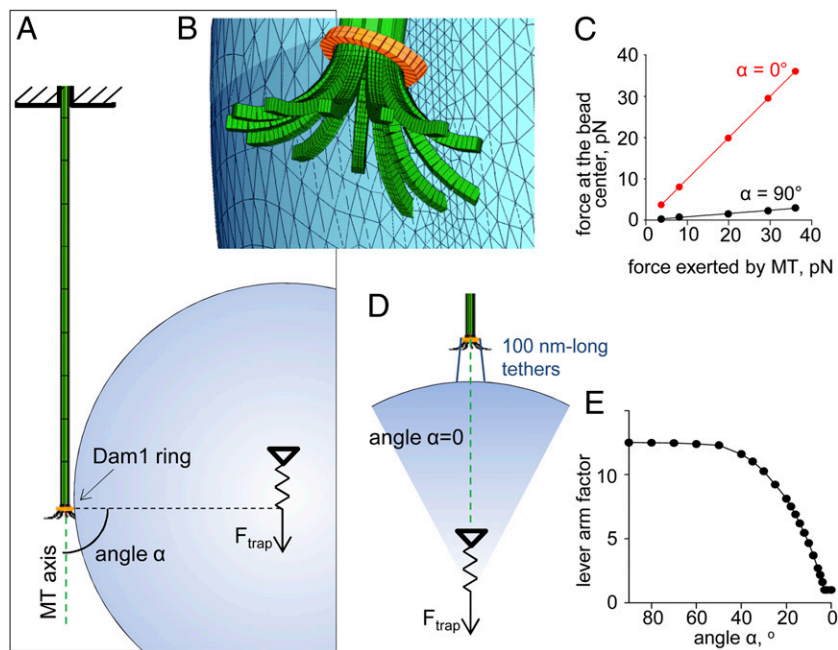 A
MT axis
Dam1 ring
angle α
Ftrap
B
C
force at the bead
center, pN
40
30
20
10
0
α = 0°
α = 90°
0
10
20
30
40
force exerted by MT, pN
D
100 nm-long
tethers
angle α=0
Ftrap
E
lever arm factor
10
5
0
80
60
40
20
0
angle α, °